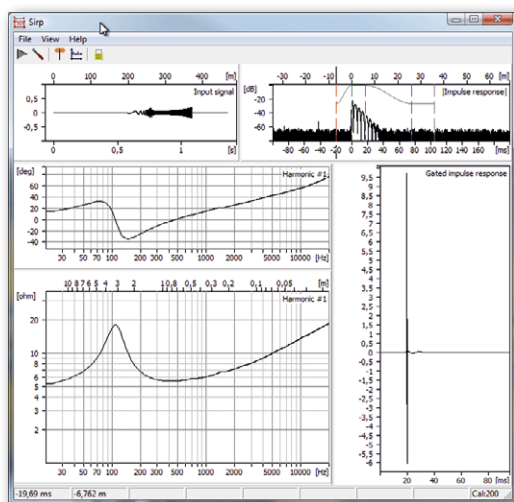 Sirp
File View Help
0 100 200 300 400 [m]
Input signal
0,5
0
-0,5
0 0,5 1 [s]
-30 -20 -10 0 10 20 30 40 50 60 [m]
[dB]
|Impulse response|
-20
-40
-60
-100 -80 -60 -40 -20 0 20 40 60 80 100 120 160 [ms]
[deg]
Harmonic #1
60
40
20
0
-20
-40
30 50 70 100 200 300 500 1000 2000 5000 10000 [Hz]
10 8 7 6 5 4 3 2 10,8 0,5 0,3 0,2 0,1 0,05 [m]
[ohm]
Harmonic #1
20
10
8
7
6
5
4
3
2
30 50 70 100 200 300 500 1000 2000 5000 10000 [Hz]
Gated impulse response
9,5
9
8,5
8
7,5
7
6,5
6
5,5
5
4,5
4
3,5
3
2,5
2
1,5
1
0,5
0
-0,5
-1
-1,5
-2
-2,5
-3
-3,5
-4
-4,5
-5
-5,5
-6
20 40 60 80 [ms]
-19,69 ms -6,762 m Cal:200